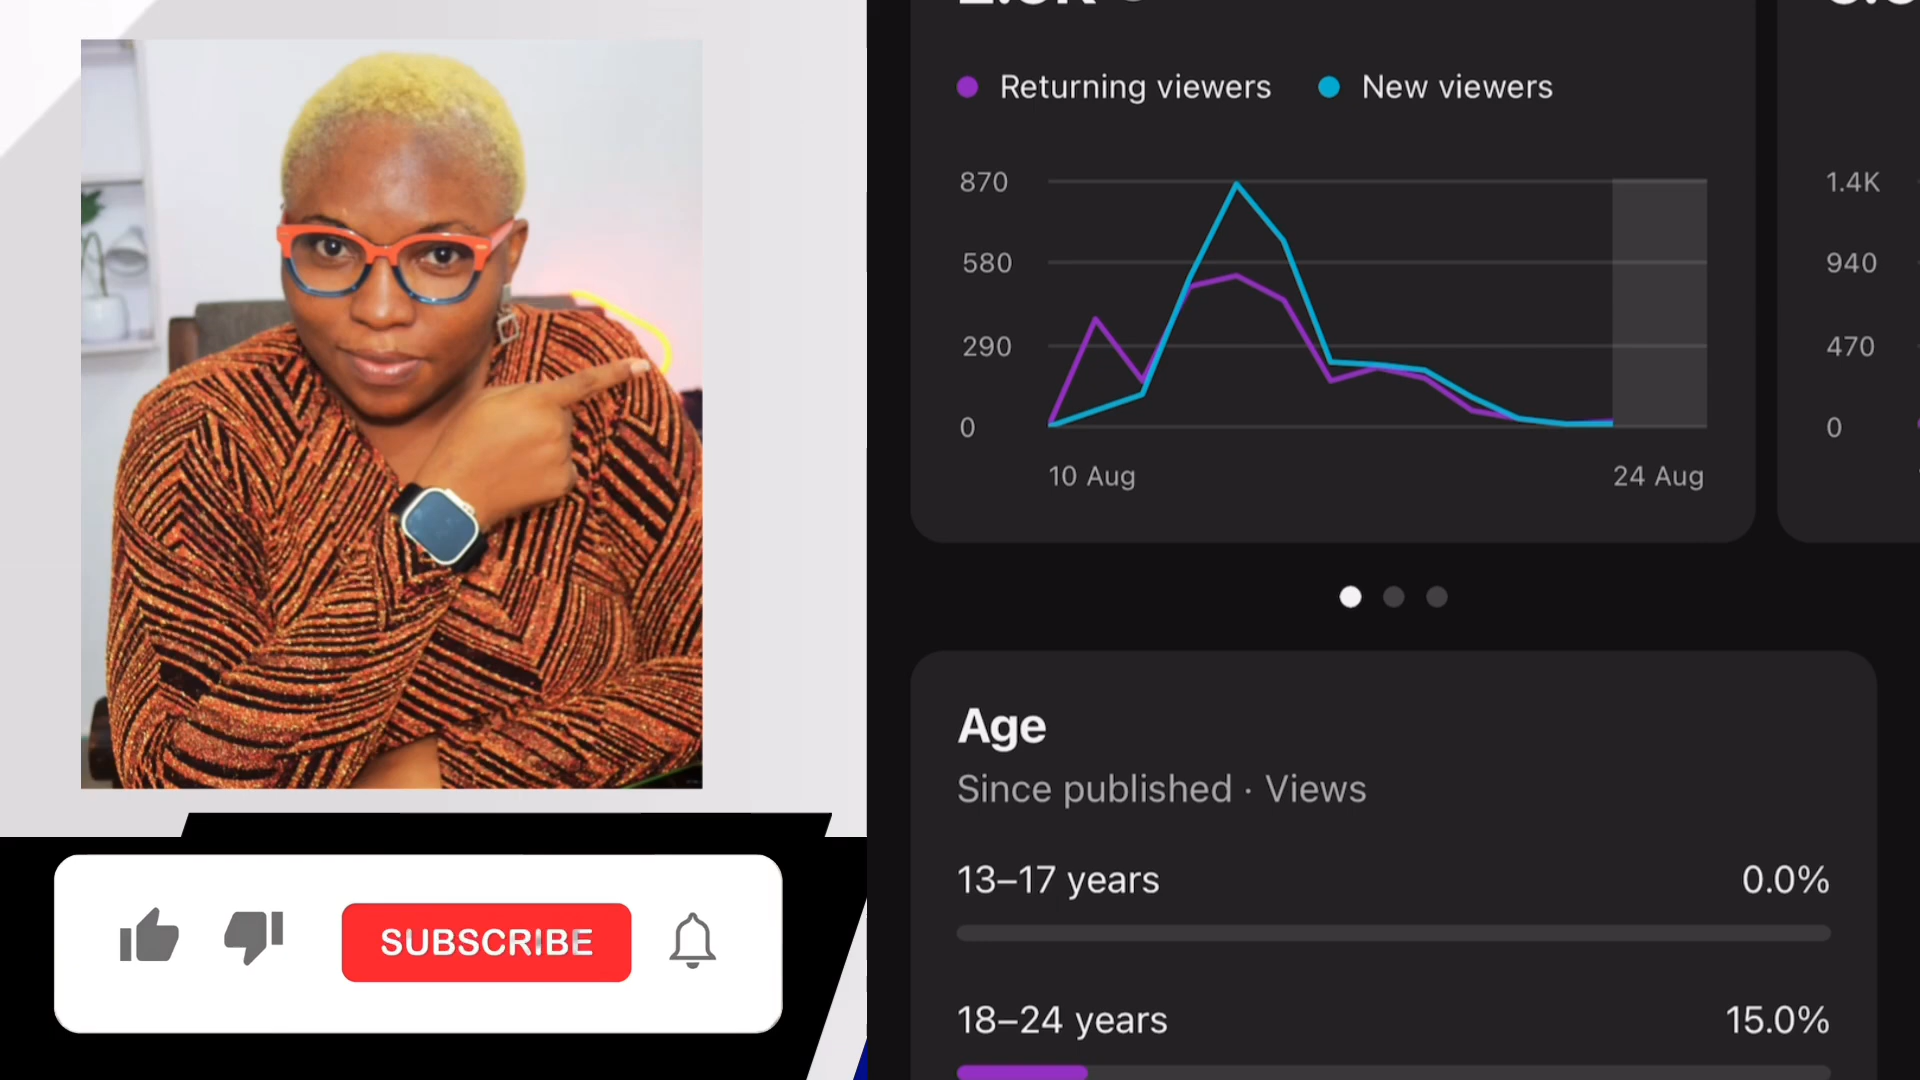 Returning viewers
New viewers
870
580
290
0
10 Aug
24 Aug
1.4K
940
470
0
Age
Since published · Views
13–17 years
0.0%
18–24 years
15.0%
SUBSCRIBE